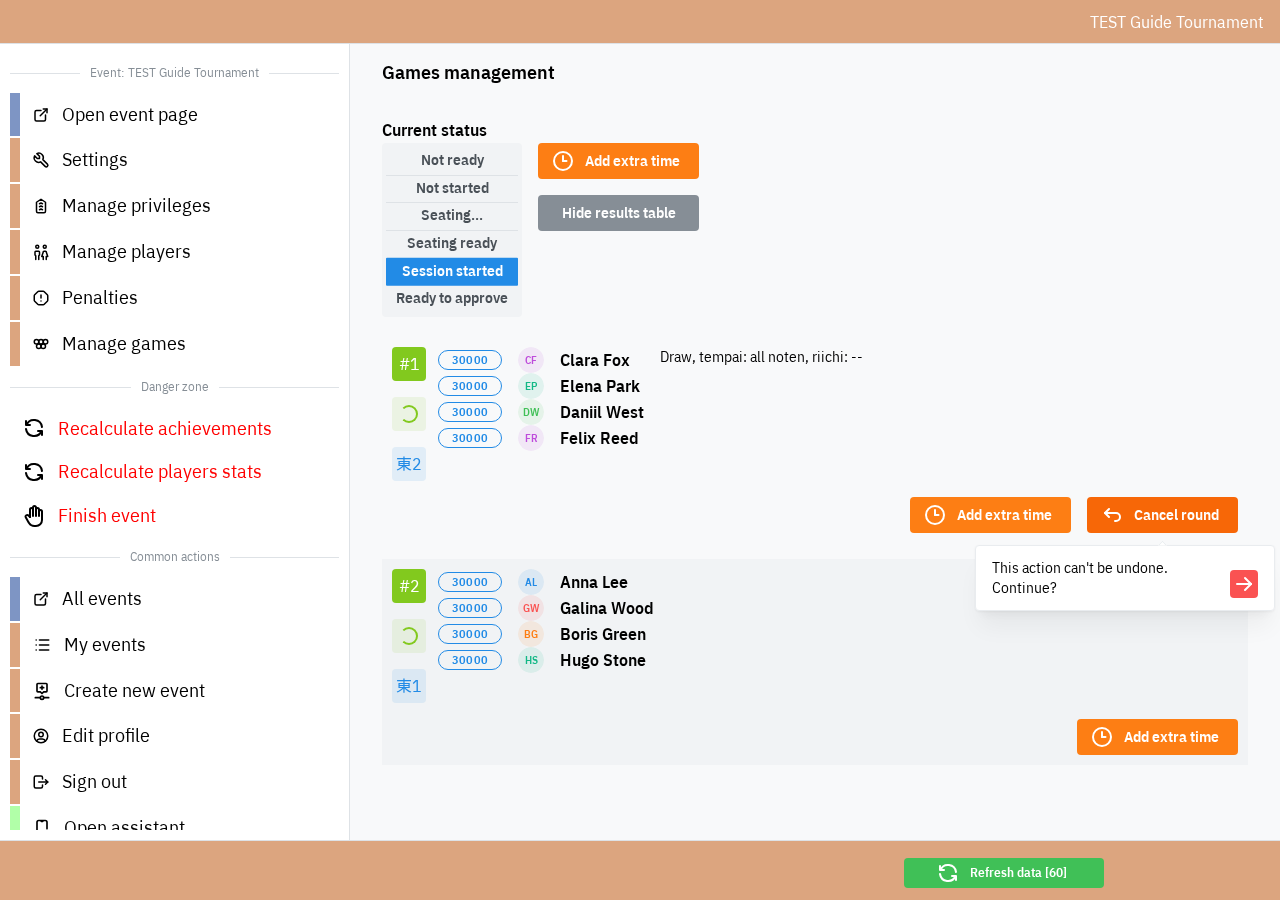 TEST Guide Tournament
Event: TEST Guide Tournament
Open event page
Settings
Manage privileges
Manage players
Penalties
Manage games
Danger zone
Recalculate achievements
Recalculate players stats
Finish event
Common actions
All events
My events
Create new event
Edit profile
Sign out
Open assistant
Games management
Current status
Not ready
Not started
Seating...
Seating ready
Session started
Ready to approve
Add extra time
Hide results table
#1
30000 CF Clara Fox
30000 EP Elena Park
30000 DW Daniil West
30000 FR Felix Reed
東2
Draw, tempai: all noten, riichi: --
Add extra time
Cancel round
This action can't be undone.
Continue?
#2
30000 AL Anna Lee
30000 GW Galina Wood
30000 BG Boris Green
30000 HS Hugo Stone
東1
Add extra time
Refresh data [60]